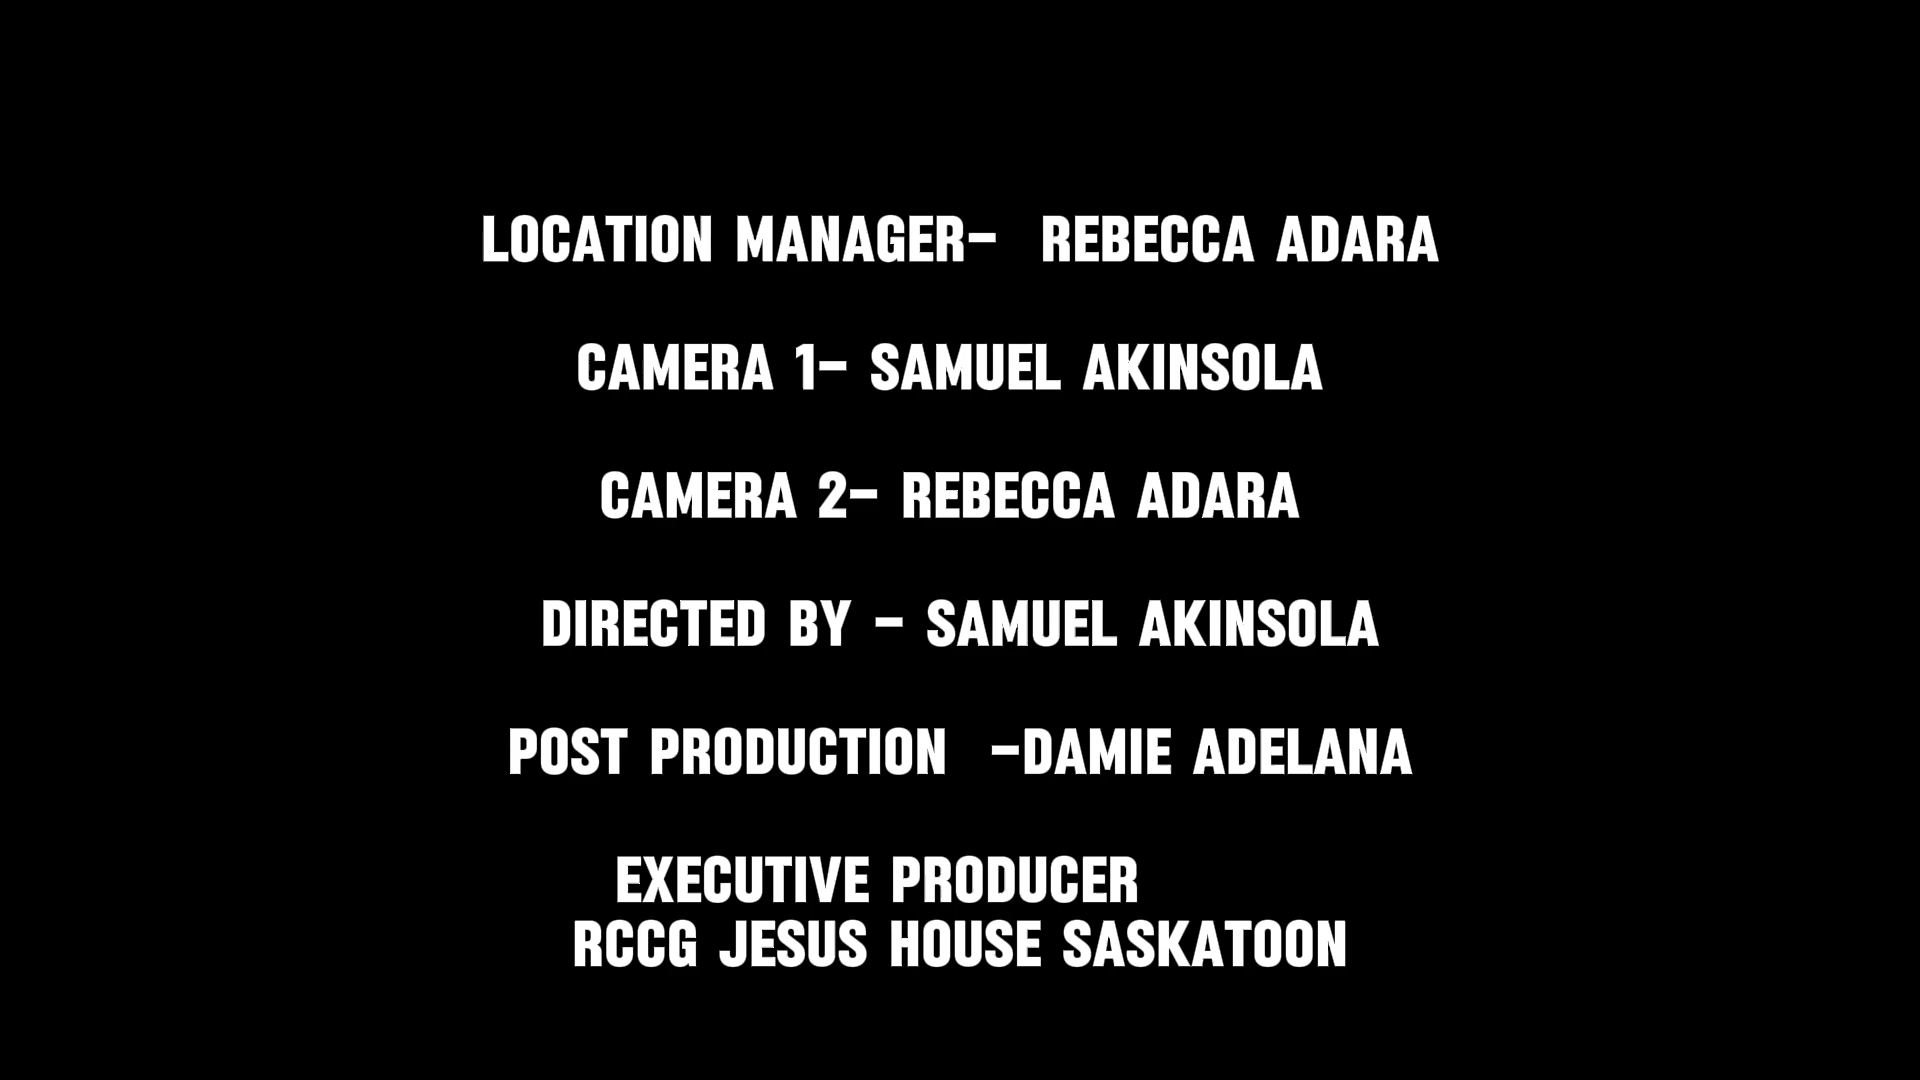 LOCATION MANAGER-  REBECCA ADARA
CAMERA 1- SAMUEL AKINSOLA
CAMERA 2- REBECCA ADARA
DIRECTED BY - SAMUEL AKINSOLA
POST PRODUCTION  -DAMIE ADELANA
EXECUTIVE PRODUCER
RCCG JESUS HOUSE SASKATOON